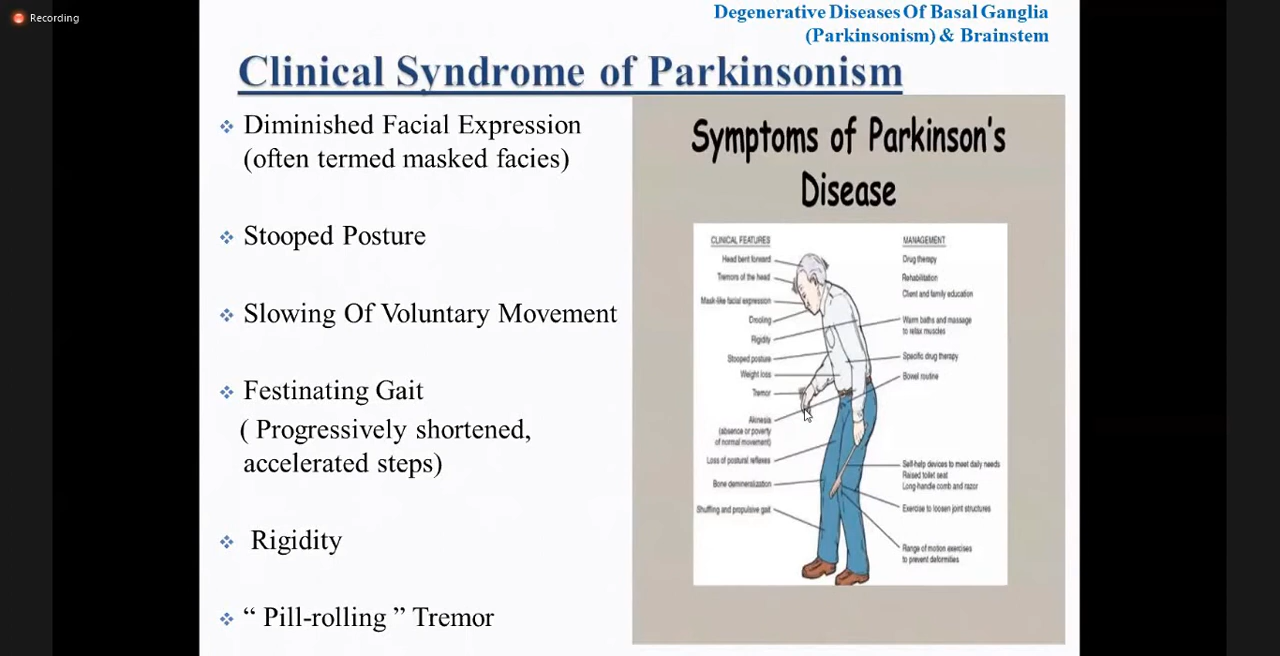 Recording
Degenerative Diseases Of Basal Ganglia
(Parkinsonism) & Brainstem
Clinical Syndrome of Parkinsonism
Diminished Facial Expression
(often termed masked facies)
Stooped Posture
Slowing Of Voluntary Movement
Festinating Gait
( Progressively shortened,
accelerated steps)
Rigidity
“ Pill-rolling ” Tremor
Symptoms of Parkinson's
Disease
CLINICAL FEATURES
Head bent forward
Tremors of the head
Mask-like facial expression
Drooling
Rigidity
Stooped posture
Weight loss
Tremor
Akinesia
(absence or poverty
of normal movement)
Loss of postural reflexes
Bone demineralization
Shuffling and propulsive gait
MANAGEMENT
Drug therapy
Rehabilitation
Client and family education
Warm baths and massage
to relax muscles
Specific drug therapy
Bowel routine
Self-help devices to meet daily needs
Raised toilet seat
Long-handle comb and razor
Exercise to loosen joint structures
Range of motion exercises
to prevent deformities